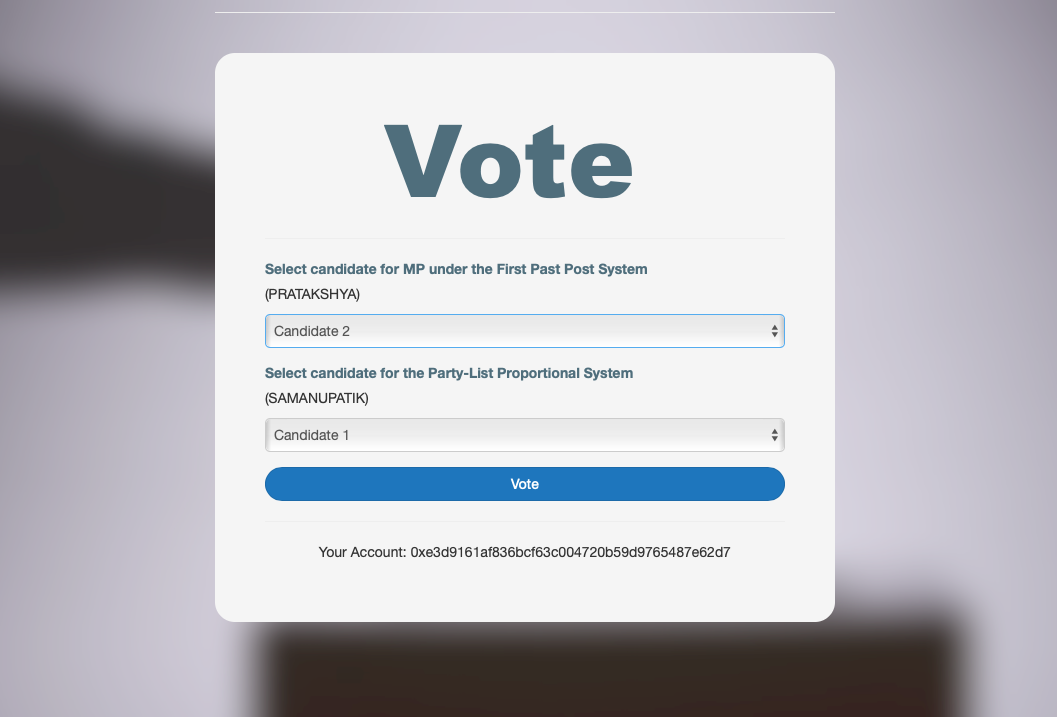 Vote
Select candidate for MP under the First Past Post System
(PRATAKSHYA)
Candidate 2
Select candidate for the Party-List Proportional System
(SAMANUPATIK)
Candidate 1
Vote
Your Account: 0xe3d9161af836bcf63c004720b59d9765487e62d7